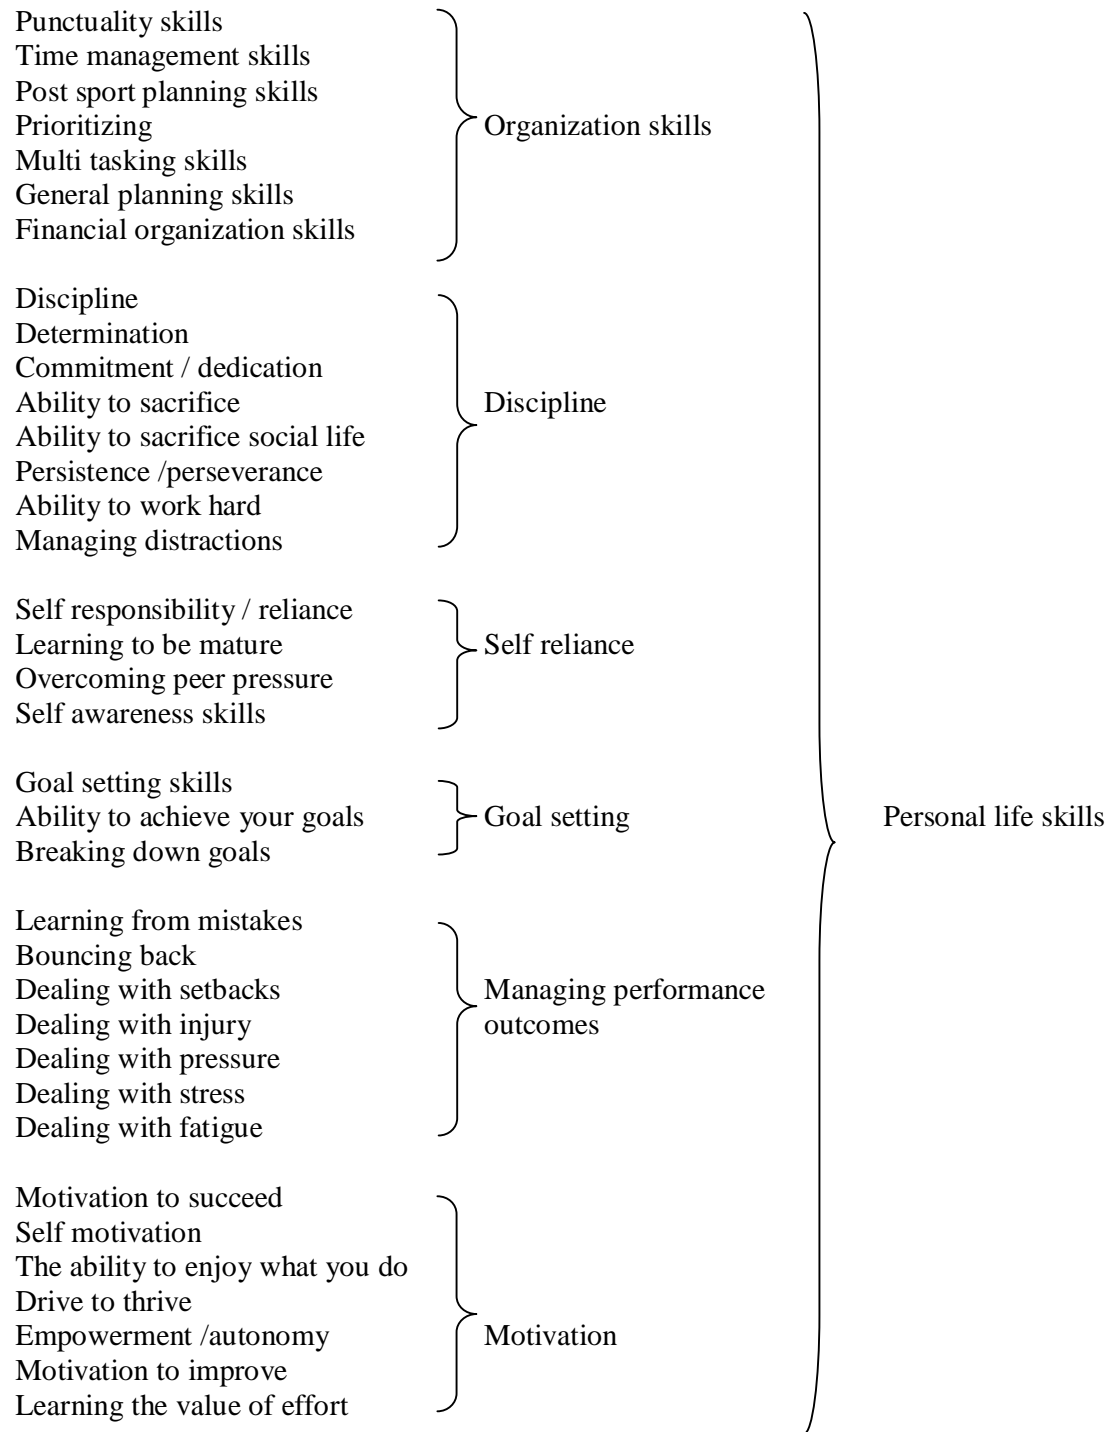 Punctuality skills
Time management skills
Post sport planning skills
Prioritizing
Multi tasking skills
General planning skills
Financial organization skills
Organization skills
Discipline
Determination
Commitment / dedication
Ability to sacrifice
Ability to sacrifice social life
Persistence /perseverance
Ability to work hard
Managing distractions
Discipline
Self responsibility / reliance
Learning to be mature
Overcoming peer pressure
Self awareness skills
Self reliance
Goal setting skills
Ability to achieve your goals
Breaking down goals
Goal setting
Learning from mistakes
Bouncing back
Dealing with setbacks
Dealing with injury
Dealing with pressure
Dealing with stress
Dealing with fatigue
Managing performance
outcomes
Motivation to succeed
Self motivation
The ability to enjoy what you do
Drive to thrive
Empowerment /autonomy
Motivation to improve
Learning the value of effort
Motivation
Personal life skills